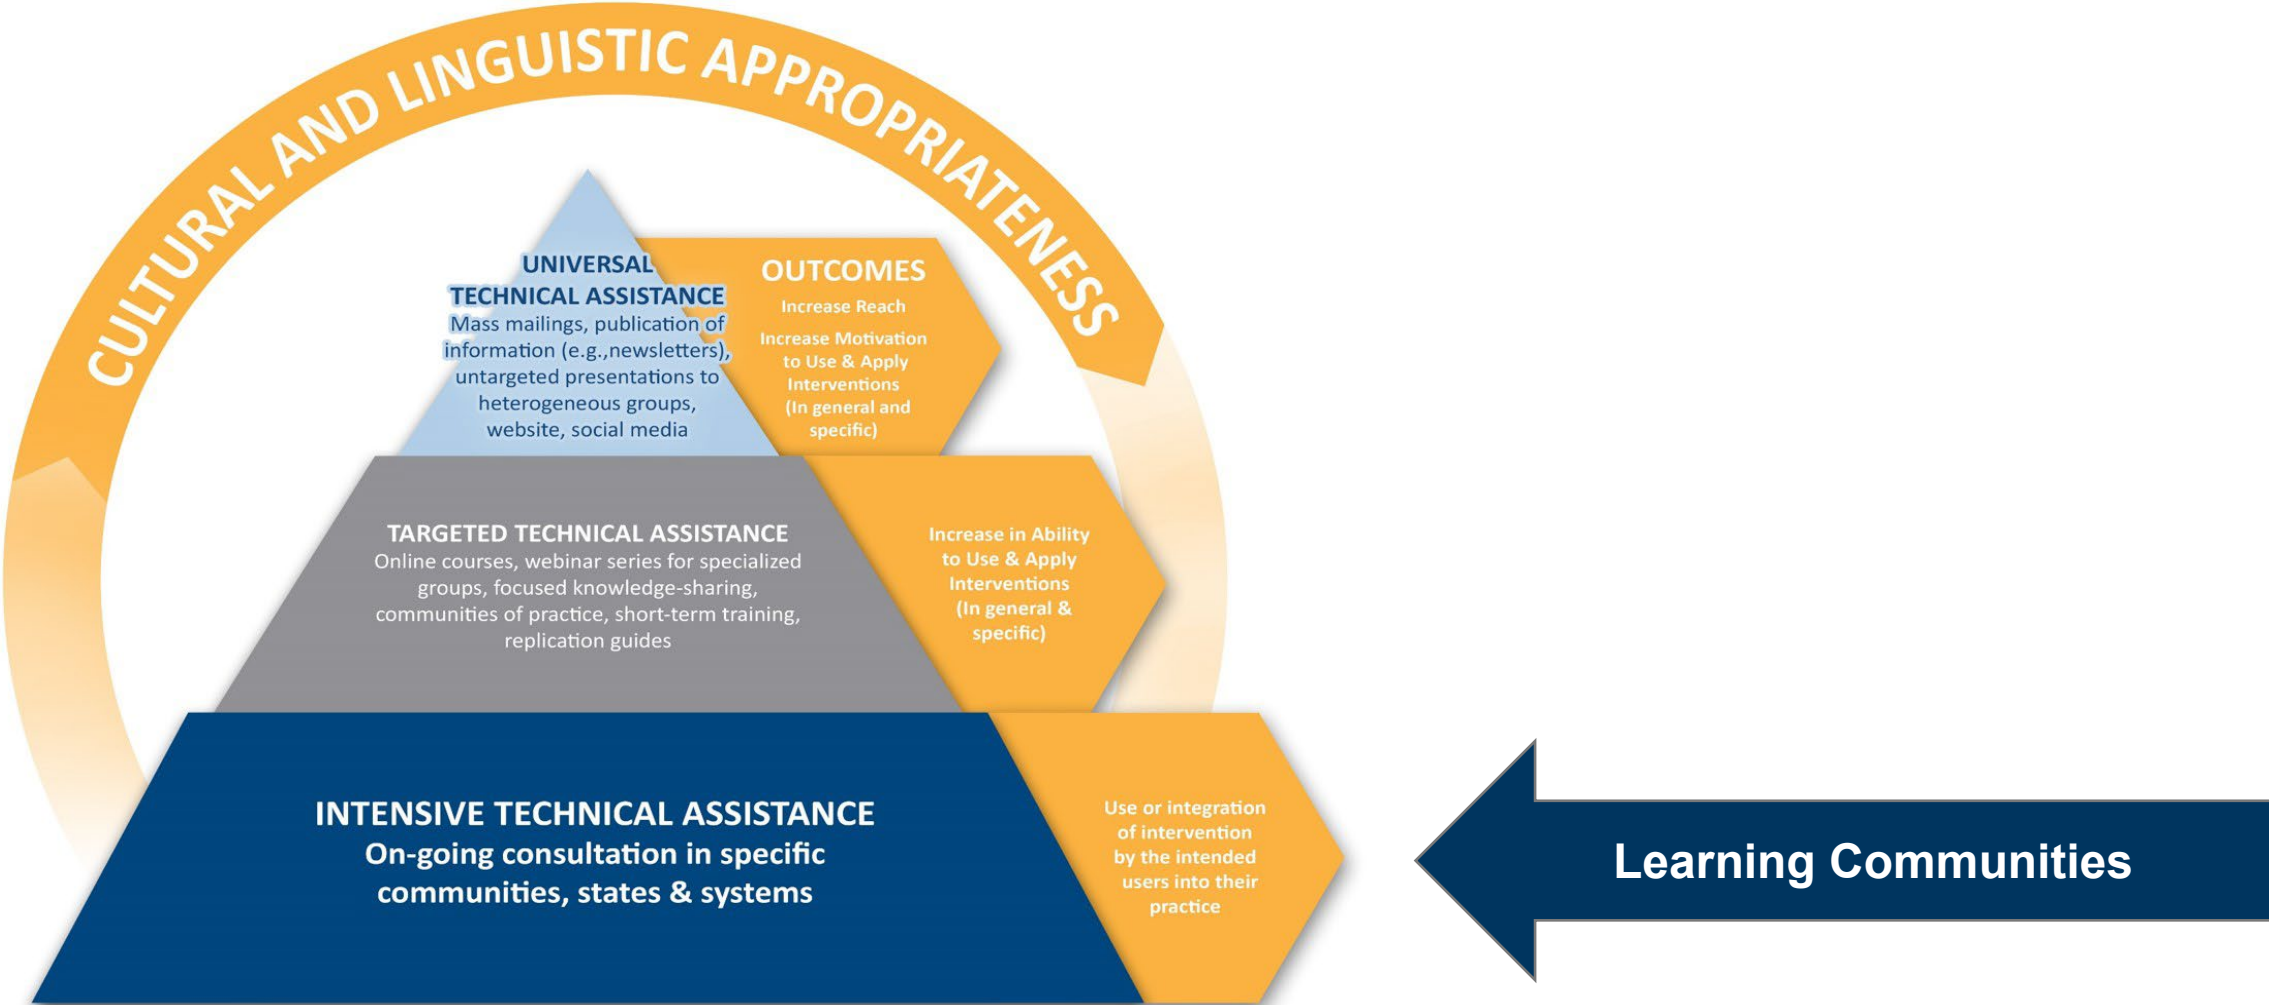 CULTURAL AND LINGUISTIC APPROPRIATENESS
UNIVERSAL
TECHNICAL ASSISTANCE
Mass mailings, publication of
information (e.g.,newsletters),
untargeted presentations to
heterogeneous groups,
website, social media
OUTCOMES
Increase Reach
Increase Motivation
to Use & Apply
Interventions
(In general and
specific)
TARGETED TECHNICAL ASSISTANCE
Online courses, webinar series for specialized
groups, focused knowledge-sharing,
communities of practice, short-term training,
replication guides
Increase in Ability
to Use & Apply
Interventions
(In general &
specific)
INTENSIVE TECHNICAL ASSISTANCE
On-going consultation in specific
communities, states & systems
Use or integration
of intervention
by the intended
users into their
practice
Learning Communities